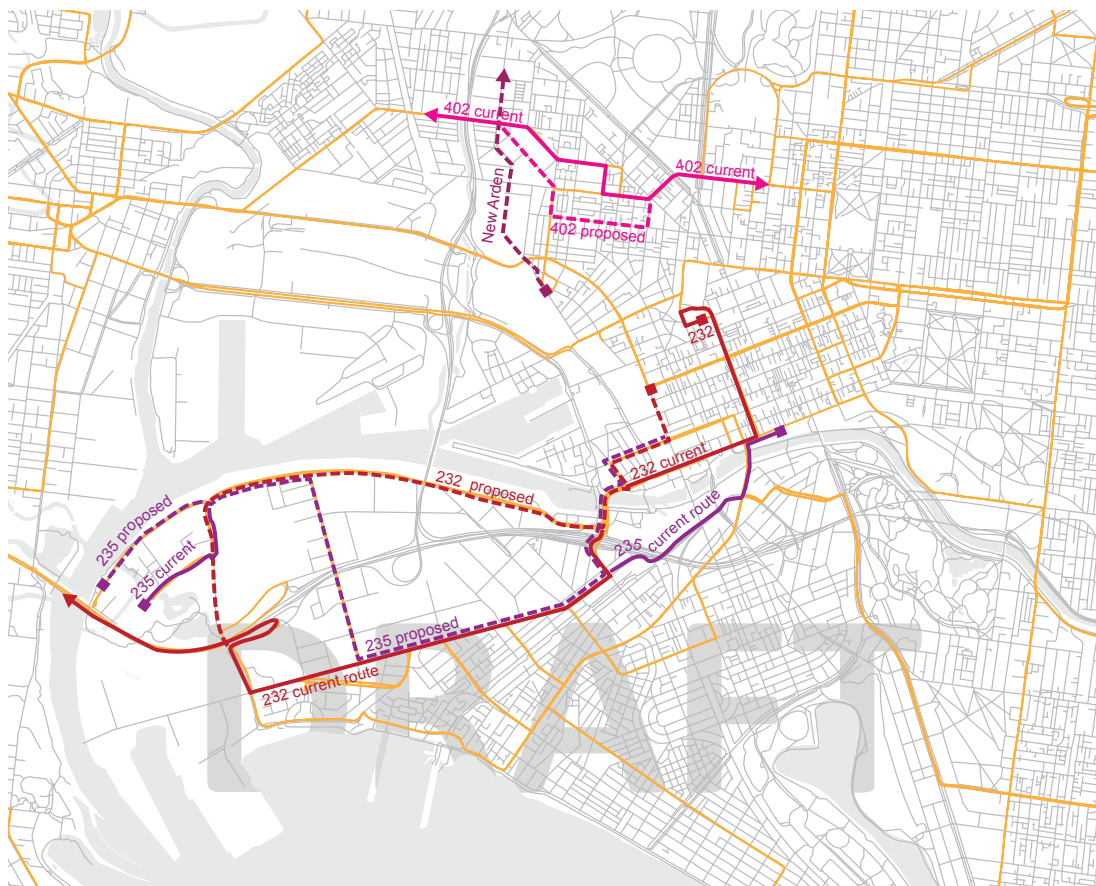 402 current
402 current
New Arden
402 proposed
232
232 current
232 proposed
235 proposed
235 current
235 current route
235 proposed
232 current route
DRAFT